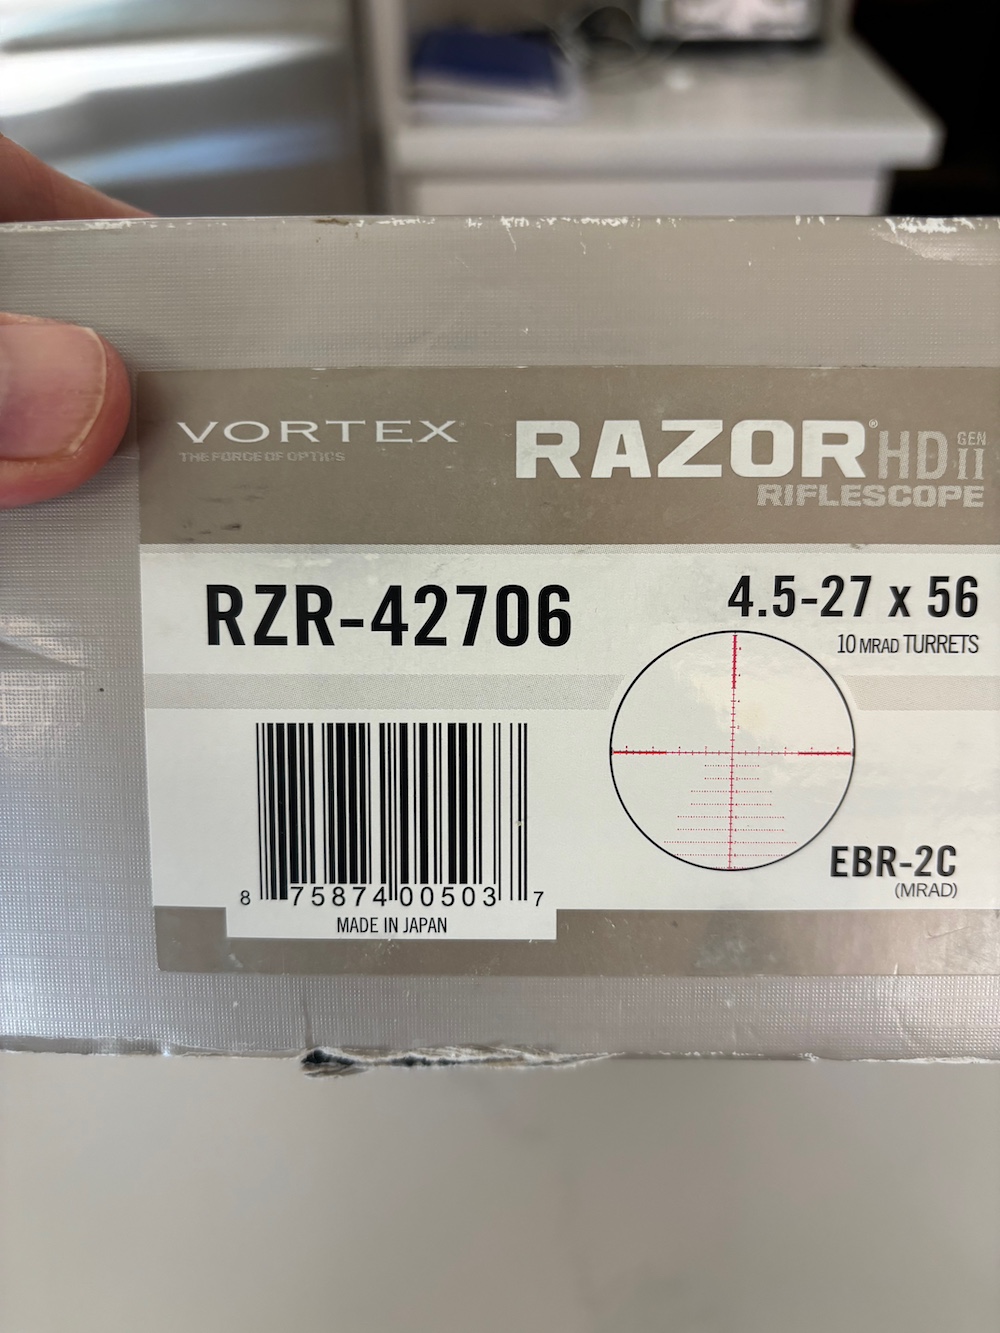 VORTEX
THE FORCE OF OPTICS
RAZOR® HD GEN II
RIFLESCOPE
RZR-42706
4.5-27 x 56
10 MRAD TURRETS
EBR-2C
(MRAD)
8 75874 00503 7
MADE IN JAPAN